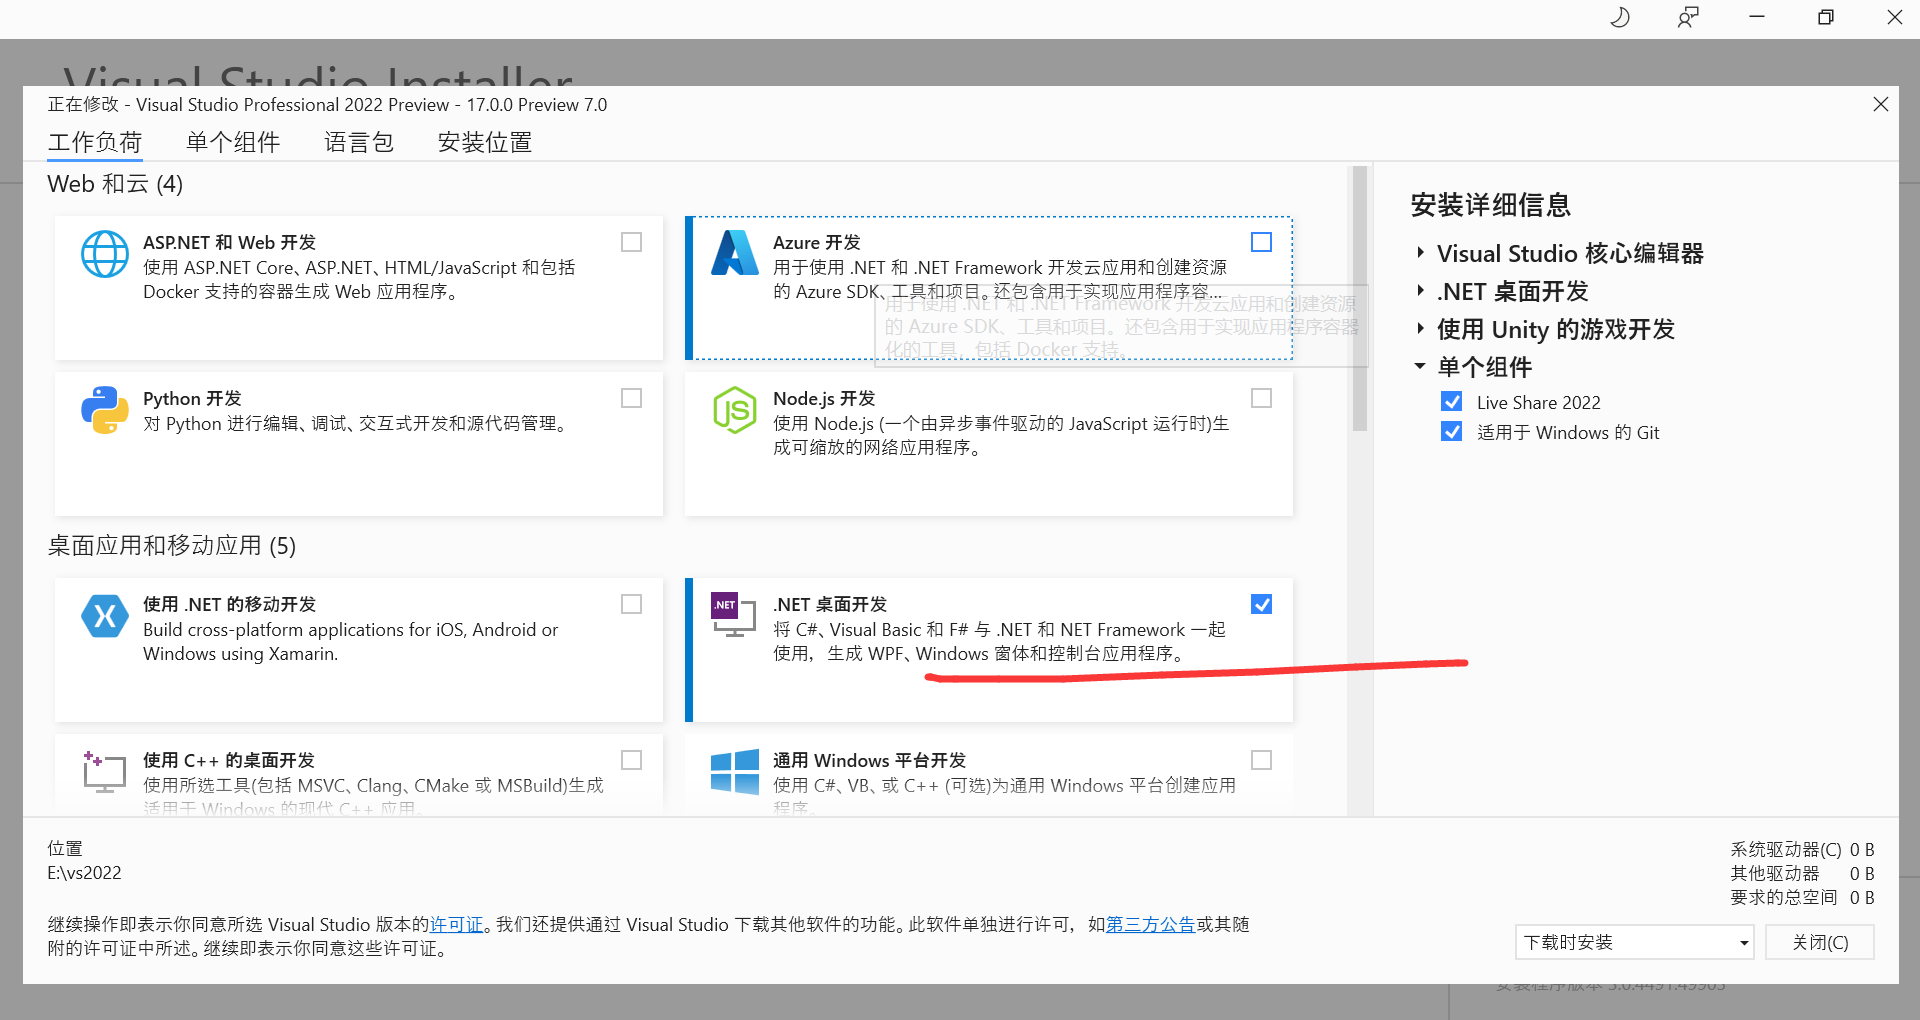 Visual Studio Installer
正在修改 - Visual Studio Professional 2022 Preview - 17.0.0 Preview 7.0
工作负荷 单个组件 语言包 安装位置
Web 和云 (4)
ASP.NET 和 Web 开发
使用 ASP.NET Core、ASP.NET、HTML/JavaScript 和包括
Docker 支持的容器生成 Web 应用程序。
Azure 开发
用于使用 .NET 和 .NET Framework 开发云应用和创建资源
的 Azure SDK、工具和项目。还包含用于实现应用程序容...
用于使用 .NET 和 .NET Framework 开发云应用和创建资源
的 Azure SDK、工具和项目。还包含用于实现应用程序容器
化的工具，包括 Docker 支持。
Python 开发
对 Python 进行编辑、调试、交互式开发和源代码管理。
JS
Node.js 开发
使用 Node.js (一个由异步事件驱动的 JavaScript 运行时)生
成可缩放的网络应用程序。
桌面应用和移动应用 (5)
使用 .NET 的移动开发
Build cross-platform applications for iOS, Android or
Windows using Xamarin.
.NET
.NET 桌面开发
将 C#、Visual Basic 和 F# 与 .NET 和 NET Framework 一起
使用，生成 WPF、Windows 窗体和控制台应用程序。
使用 C++ 的桌面开发
使用所选工具(包括 MSVC、Clang、CMake 或 MSBuild)生成
适用于 Windows 的现代 C++ 应用。
通用 Windows 平台开发
使用 C#、VB、或 C++ (可选)为通用 Windows 平台创建应用
程序。
安装详细信息
Visual Studio 核心编辑器
.NET 桌面开发
使用 Unity 的游戏开发
单个组件
Live Share 2022
适用于 Windows 的 Git
位置
E:\vs2022
继续操作即表示你同意所选 Visual Studio 版本的许可证。我们还提供通过 Visual Studio 下载其他软件的功能。此软件单独进行许可，如第三方公告或其随
附的许可证中所述。继续即表示你同意这些许可证。
系统驱动器(C) 0 B
其他驱动器 0 B
要求的总空间 0 B
下载时安装
关闭(C)
安装程序版本 3.0.4491.49903